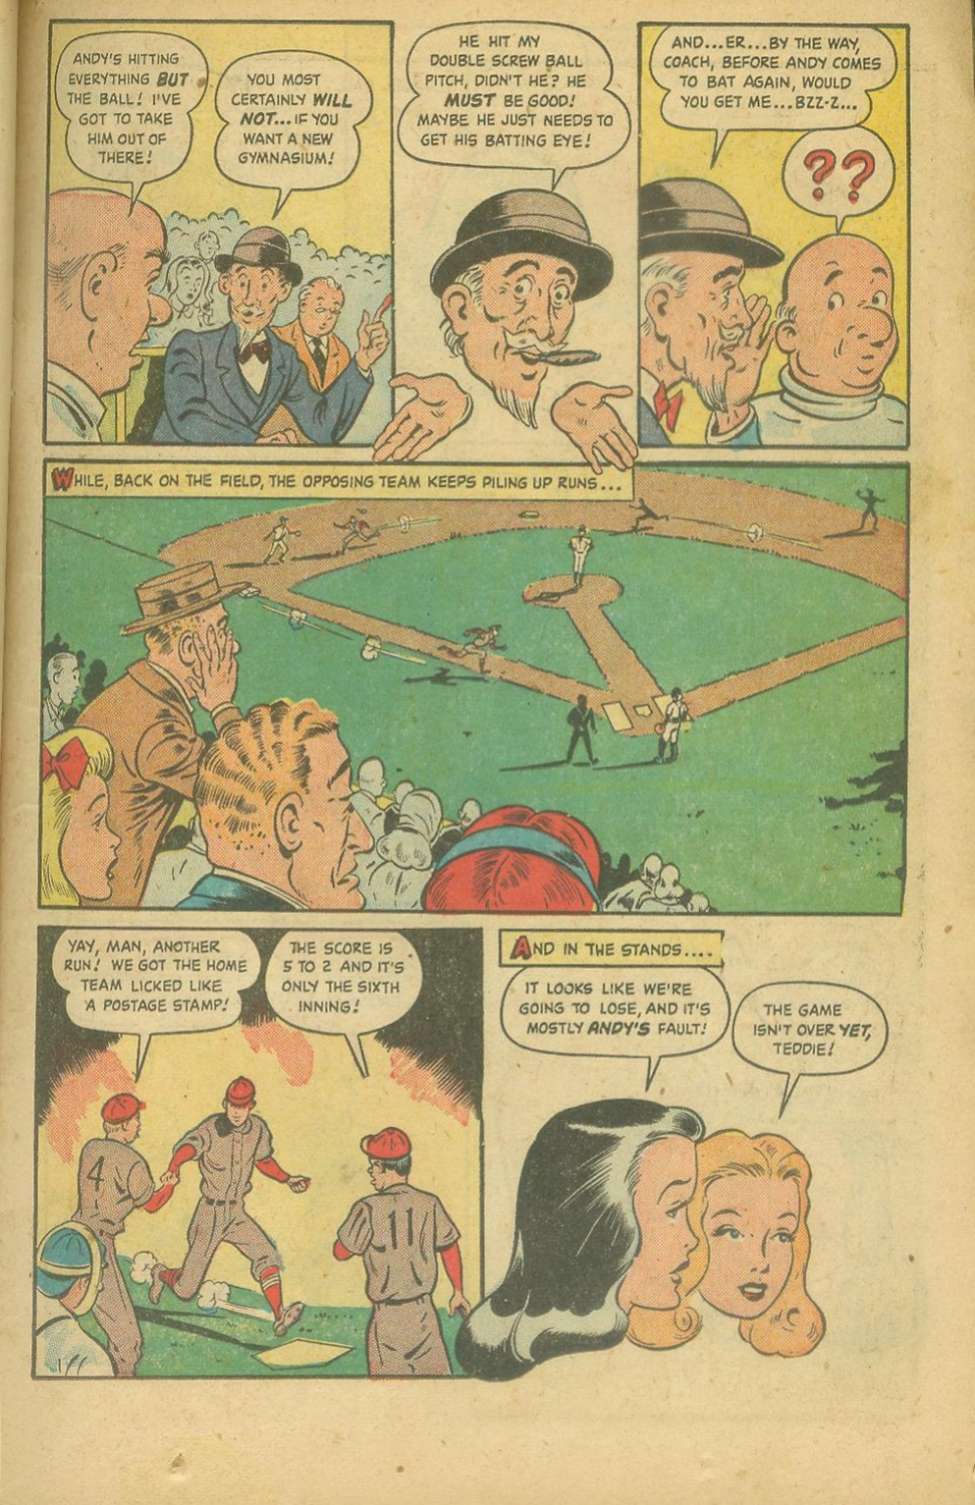 ANDY'S HITTING
EVERYTHING BUT
THE BALL! I'VE
GOT TO TAKE
HIM OUT OF
THERE!
YOU MOST
CERTAINLY WILL
NOT... IF YOU
WANT A NEW
GYMNASIUM!
HE HIT MY
DOUBLE SCREW BALL
PITCH, DIDN'T HE? HE
MUST BE GOOD!
MAYBE HE JUST NEEDS TO
GET HIS BATTING EYE!
AND...ER...BY THE WAY,
COACH, BEFORE ANDY COMES
TO BAT AGAIN, WOULD
YOU GET ME...BZZ-Z...
??
WHILE, BACK ON THE FIELD, THE OPPOSING TEAM KEEPS PILING UP RUNS...
YAY, MAN, ANOTHER
RUN! WE GOT THE HOME
TEAM LICKED LIKE
A POSTAGE STAMP!
THE SCORE IS
5 TO 2 AND IT'S
ONLY THE SIXTH
INNING!
4
11
AND IN THE STANDS....
IT LOOKS LIKE WE'RE
GOING TO LOSE, AND IT'S
MOSTLY ANDY'S FAULT!
THE GAME
ISN'T OVER YET,
TEDDIE!